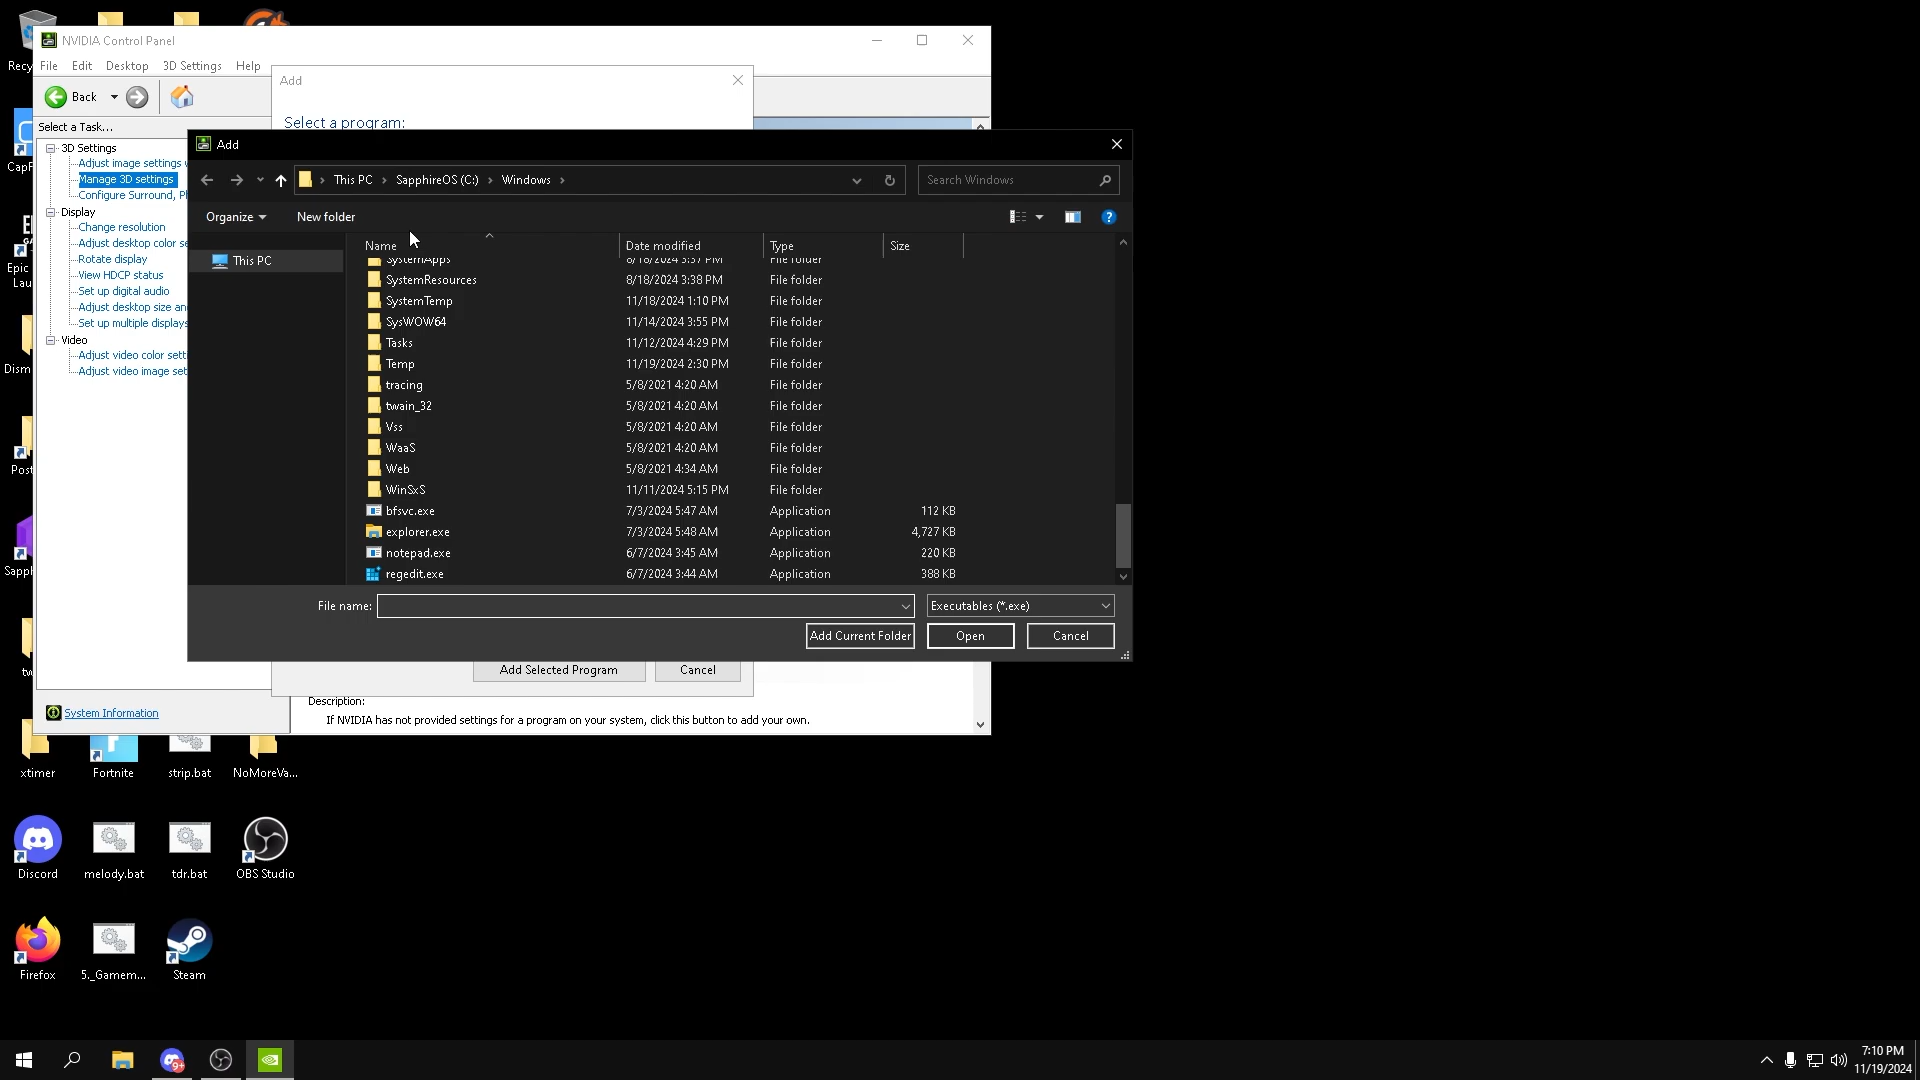 NVIDIA Control Panel
File Edit Desktop 3D Settings Help
Back
Select a Task...
3D Settings
Adjust image settings
Manage 3D settings
Configure Surround,
Display
Change resolution
Adjust desktop color
Rotate display
View HDCP status
Set up digital audio
Adjust desktop size
Set up multiple displays
Video
Adjust video color
Adjust video image
System Information
Add
Select a program:
Add
This PC SapphireOS (C:) Windows
Search Windows
Organize New folder
This PC
Name Date modified Type Size
SystemApps 8/18/2024 3:37 PM File folder
SystemResources 8/18/2024 3:38 PM File folder
SystemTemp 11/18/2024 1:10 PM File folder
SysWOW64 11/14/2024 3:55 PM File folder
Tasks 11/12/2024 4:29 PM File folder
Temp 11/19/2024 2:30 PM File folder
tracing 5/8/2021 4:20 AM File folder
twain_32 5/8/2021 4:20 AM File folder
Vss 5/8/2021 4:20 AM File folder
WaaS 5/8/2021 4:20 AM File folder
Web 5/8/2021 4:34 AM File folder
WinSxS 11/11/2024 5:15 PM File folder
bfsvc.exe 7/3/2024 5:47 AM Application 112 KB
explorer.exe 7/3/2024 5:48 AM Application 4,727 KB
notepad.exe 6/7/2024 3:45 AM Application 220 KB
regedit.exe 6/7/2024 3:44 AM Application 388 KB
File name: Executables (*.exe)
Add Current Folder Open Cancel
Add Selected Program Cancel
Description:
If NVIDIA has not provided settings for a program on your system, click this button to add your own.
Recy
CapF
Epic
Lau
Dism
Post
Sapph
xtimer Fortnite strip.bat NoMoreVa...
Discord melody.bat tdr.bat OBS Studio
Firefox 5._Gamem... Steam
9+
7:10 PM
11/19/2024